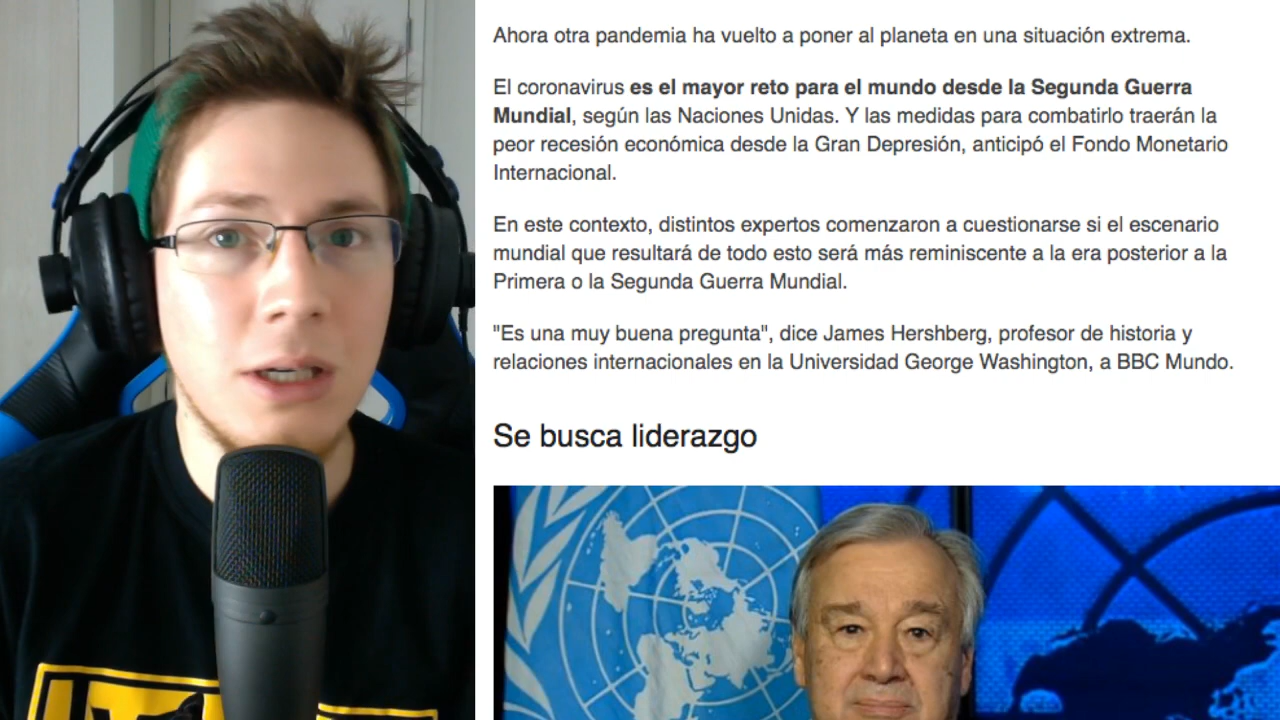 Ahora otra pandemia ha vuelto a poner al planeta en una situación extrema.
El coronavirus es el mayor reto para el mundo desde la Segunda Guerra
Mundial, según las Naciones Unidas. Y las medidas para combatirlo traerán la
peor recesión económica desde la Gran Depresión, anticipó el Fondo Monetario
Internacional.
En este contexto, distintos expertos comenzaron a cuestionarse si el escenario
mundial que resultará de todo esto será más reminiscente a la era posterior a la
Primera o la Segunda Guerra Mundial.
"Es una muy buena pregunta", dice James Hershberg, profesor de historia y
relaciones internacionales en la Universidad George Washington, a BBC Mundo.
Se busca liderazgo